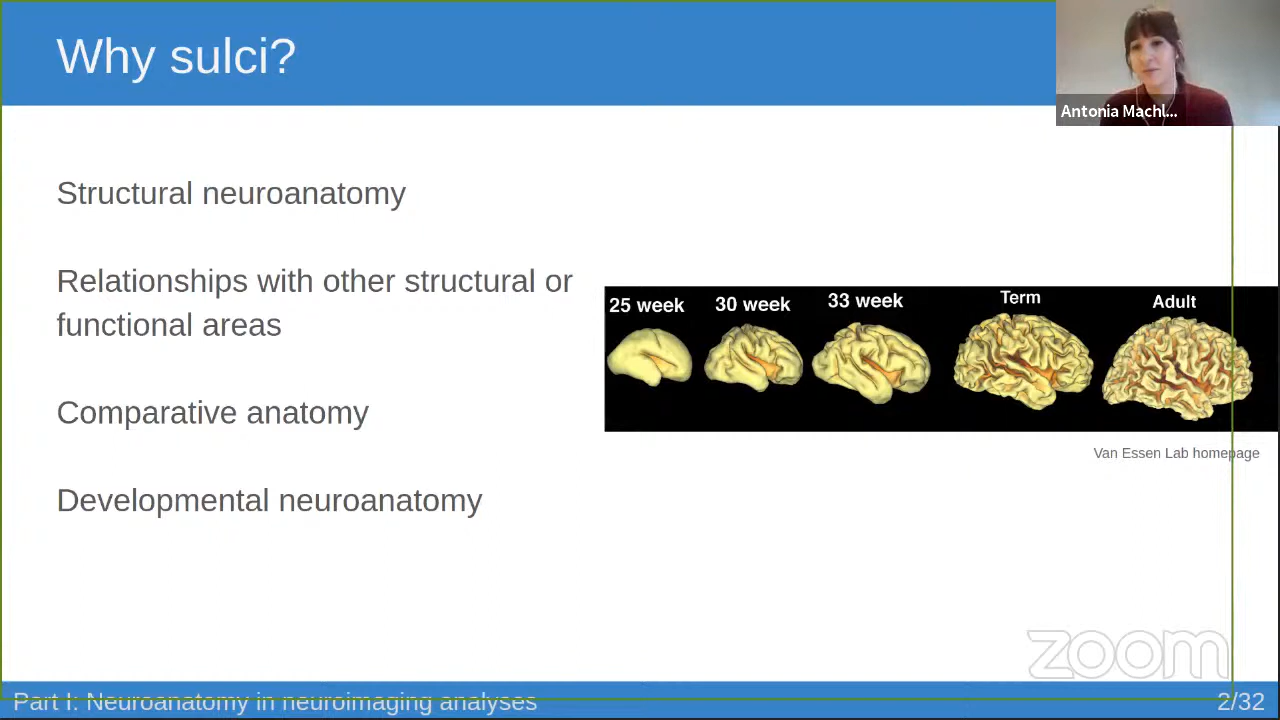 Why sulci?
Antonia Machl...
Structural neuroanatomy
Relationships with other structural or
functional areas
Comparative anatomy
Developmental neuroanatomy
25 week
30 week
33 week
Term
Adult
Van Essen Lab homepage
zoom
Part I: Neuroanatomy in neuroimaging analyses
2/32